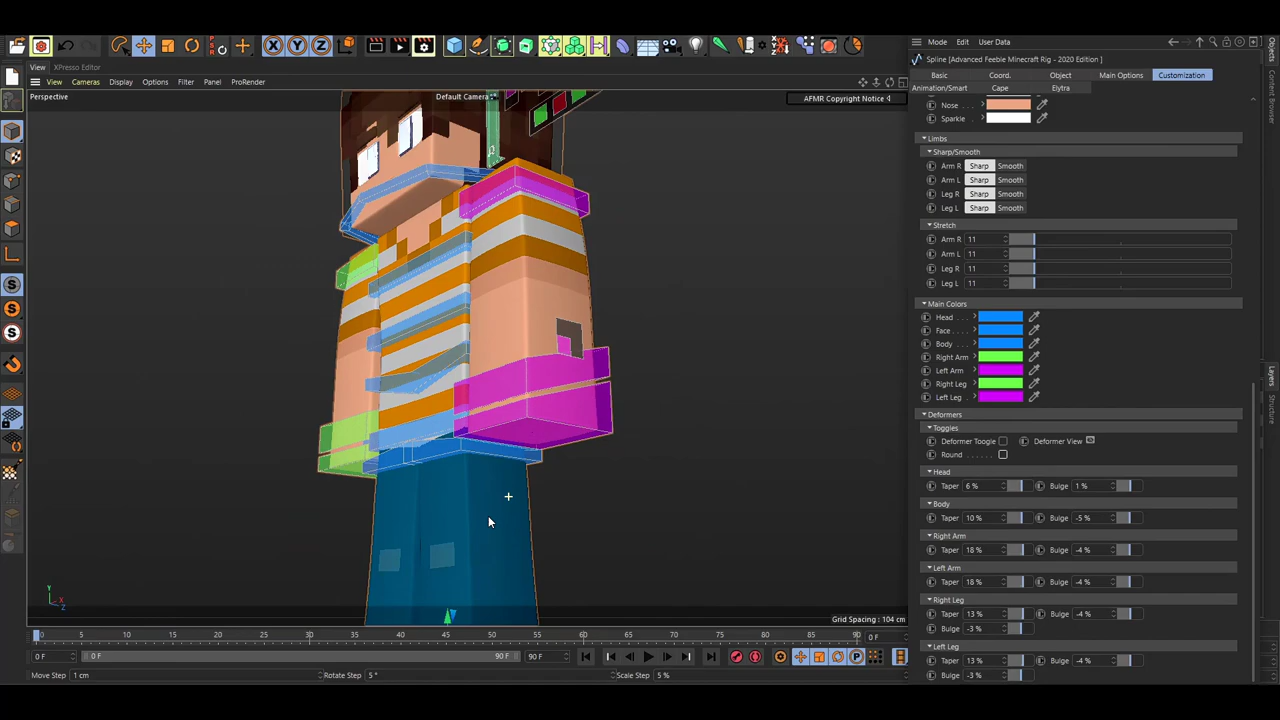 Mode Edit User Data
Spline [Advanced Feebie Minecraft Rig - 2020 Edition ]
View XPresso Editor
Basic Coord. Object Main Options Customization
View Cameras Display Options Filter Panel ProRender
Animation/Smart Cape Elytra
Perspective Default Camera AFMR Copyright Notice
Nose
Sparkle
Limbs
Sharp/Smooth
Arm R Sharp Smooth
Arm L Sharp Smooth
Leg R Sharp Smooth
Leg L Sharp Smooth
Stretch
Arm R 11
Arm L 11
Leg R 11
Leg L 11
Main Colors
Head
Face
Body
Right Arm
Left Arm
Right Leg
Left Leg
Deformers
Toggies
Deformer Toogle Deformer View
Round
Head
Taper 6 % Bulge 1 %
Body
Taper 10 % Bulge -5 %
Right Arm
Taper 18 % Bulge -4 %
Left Arm
Taper 18 % Bulge -4 %
Right Leg
Taper 13 % Bulge -4 %
Bulge -3 %
Left Leg
Taper 13 % Bulge -4 %
Bulge -3 %
Y
X
Z
Grid Spacing : 104 cm
0 5 10 15 20 25 30 35 40 45 50 55 60 65 70 75 80 85 90 0 F
0 F 0 F 90 F 90 F
Move Step 1 cm Rotate Step 5 ° Scale Step 5 %
Objects
Content Browser
Layers
Structure